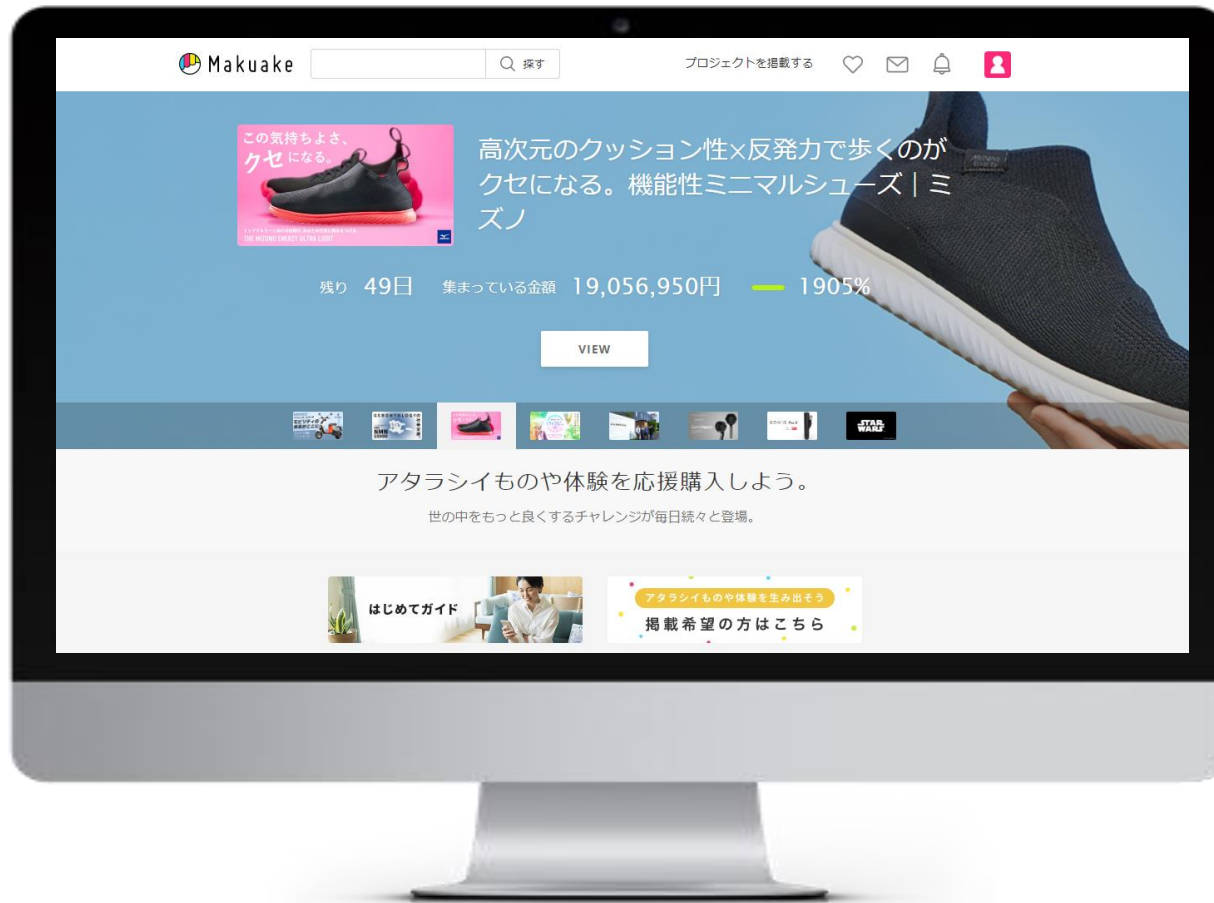 Makuake
探す
プロジェクトを掲載する
この気持ちよさ、
クセになる。
THE MIZUNO ENERZY ULTRA LIGHT
高次元のクッション性×反発力で歩くのが
クセになる。機能性ミニマルシューズ｜ミ
ズノ
残り 49日 集まっている金額 19,056,950円 1905%
VIEW
STAR
WARS
アタラシイものや体験を応援購入しよう。
世の中をもっと良くするチャレンジが毎日続々と登場。
はじめてガイド
アタラシイものや体験を生み出そう
掲載希望の方はこちら